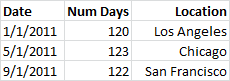 Date Num Days Location
1/1/2011 120 Los Angeles
5/1/2011 123 Chicago
9/1/2011 122 San Francisco